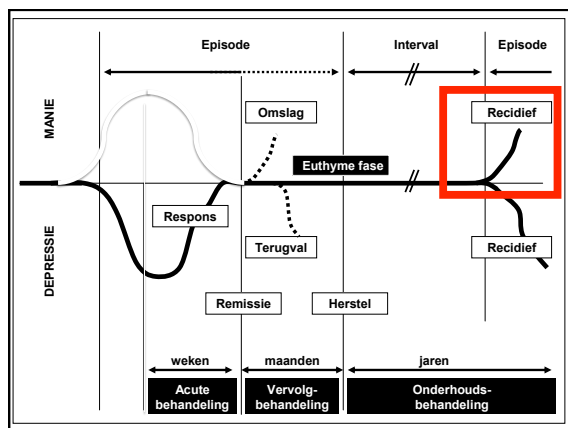 Episode
Interval
Episode
MANIE
Omslag
Recidief
Euthyme fase
Respons
DEPRESSIE
Terugval
Recidief
Remissie
Herstel
weken
maanden
jaren
Acute
behandeling
Vervolg-
behandeling
Onderhouds-
behandeling